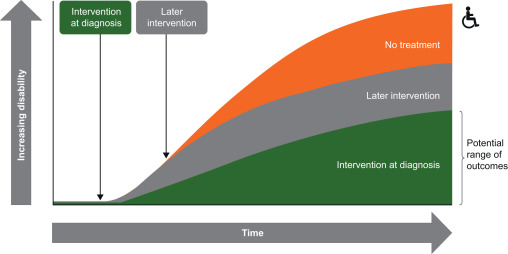 Intervention
at diagnosis
Later
intervention
Increasing disability
No treatment
Later intervention
Intervention at diagnosis
Potential
range of
outcomes
Time